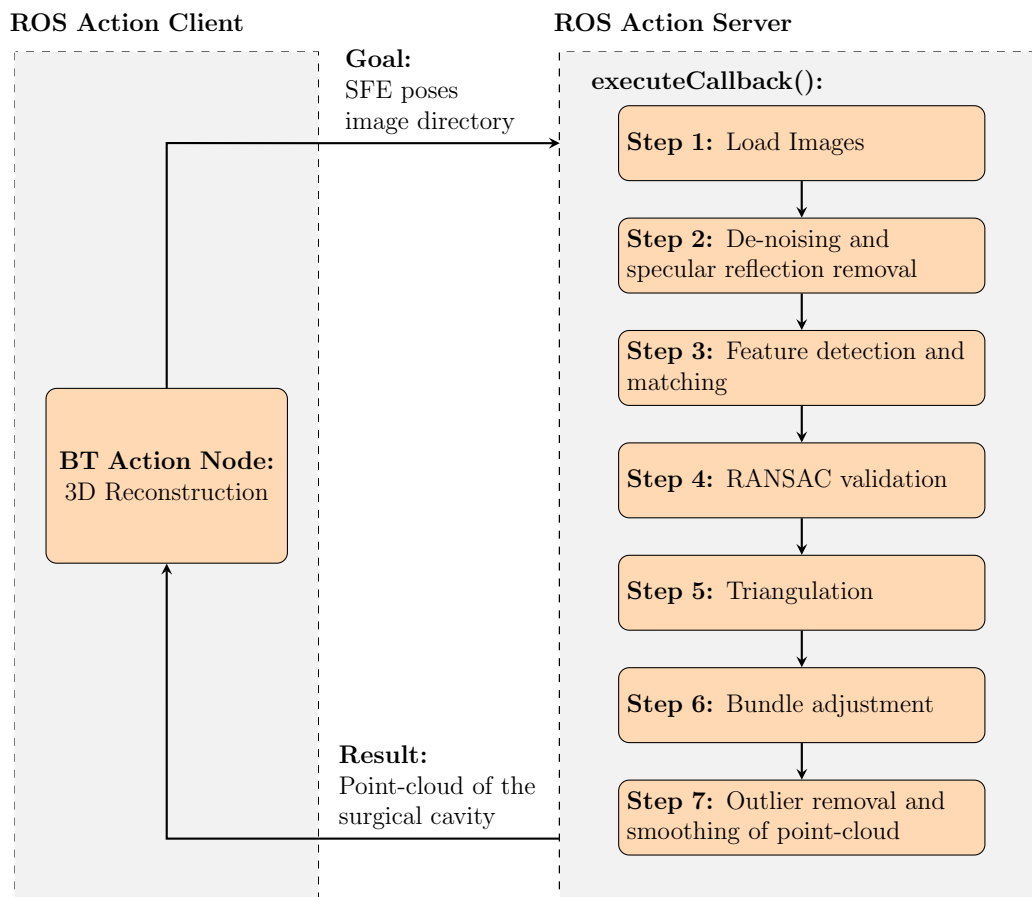 ROS Action Client
ROS Action Server
Goal:
SFE poses
image directory
executeCallback():
Step 1: Load Images
Step 2: De-noising and
specular reflection removal
Step 3: Feature detection and
matching
Step 4: RANSAC validation
Step 5: Triangulation
Step 6: Bundle adjustment
Step 7: Outlier removal and
smoothing of point-cloud
BT Action Node:
3D Reconstruction
Result:
Point-cloud of the
surgical cavity